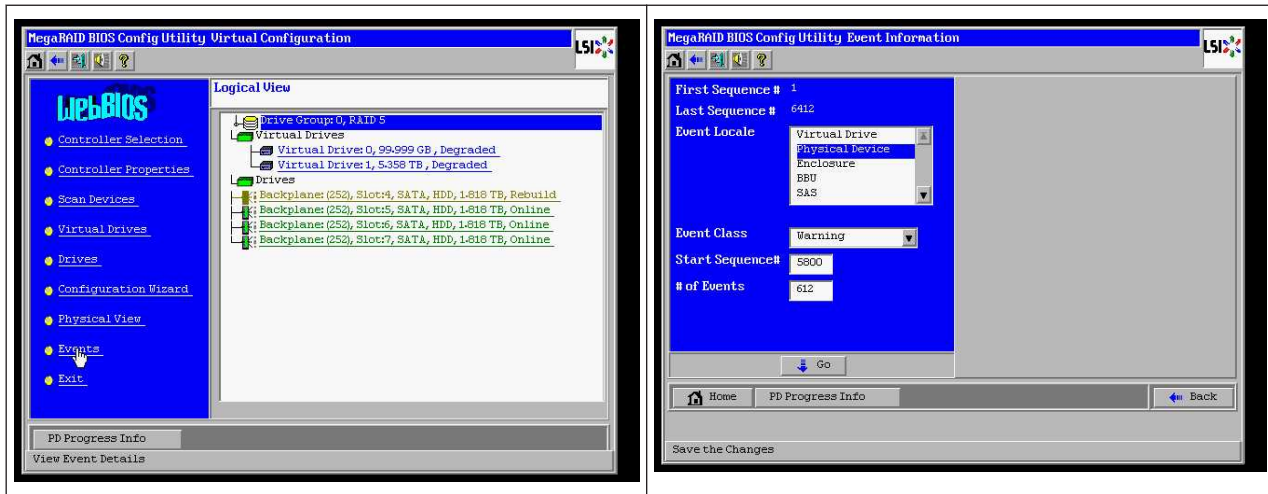 MegaRAID BIOS Config Utility Virtual Configuration
LSI
WebBIOS
Controller Selection
Controller Properties
Scan Devices
Virtual Drives
Drives
Configuration Wizard
Physical View
Events
Exit
Logical View
Drive Group: 0, RAID 5
Virtual Drives
Virtual Drive: 0, 99.999 GB , Degraded
Virtual Drive: 1, 5.358 TB , Degraded
Drives
Backplane: (252), Slot:4, SATA, HDD, 1.818 TB, Rebuild
Backplane: (252), Slot:5, SATA, HDD, 1.818 TB, Online
Backplane: (252), Slot:6, SATA, HDD, 1.818 TB, Online
Backplane: (252), Slot:7, SATA, HDD, 1.818 TB, Online
PD Progress Info
View Event Details
MegaRAID BIOS Config Utility Event Information
LSI
First Sequence # 1
Last Sequence # 6412
Event Locale
Virtual Drive
Physical Device
Enclosure
BBU
SAS
Event Class Warning
Start Sequence# 5800
# of Events 612
Go
Home PD Progress Info Back
Save the Changes